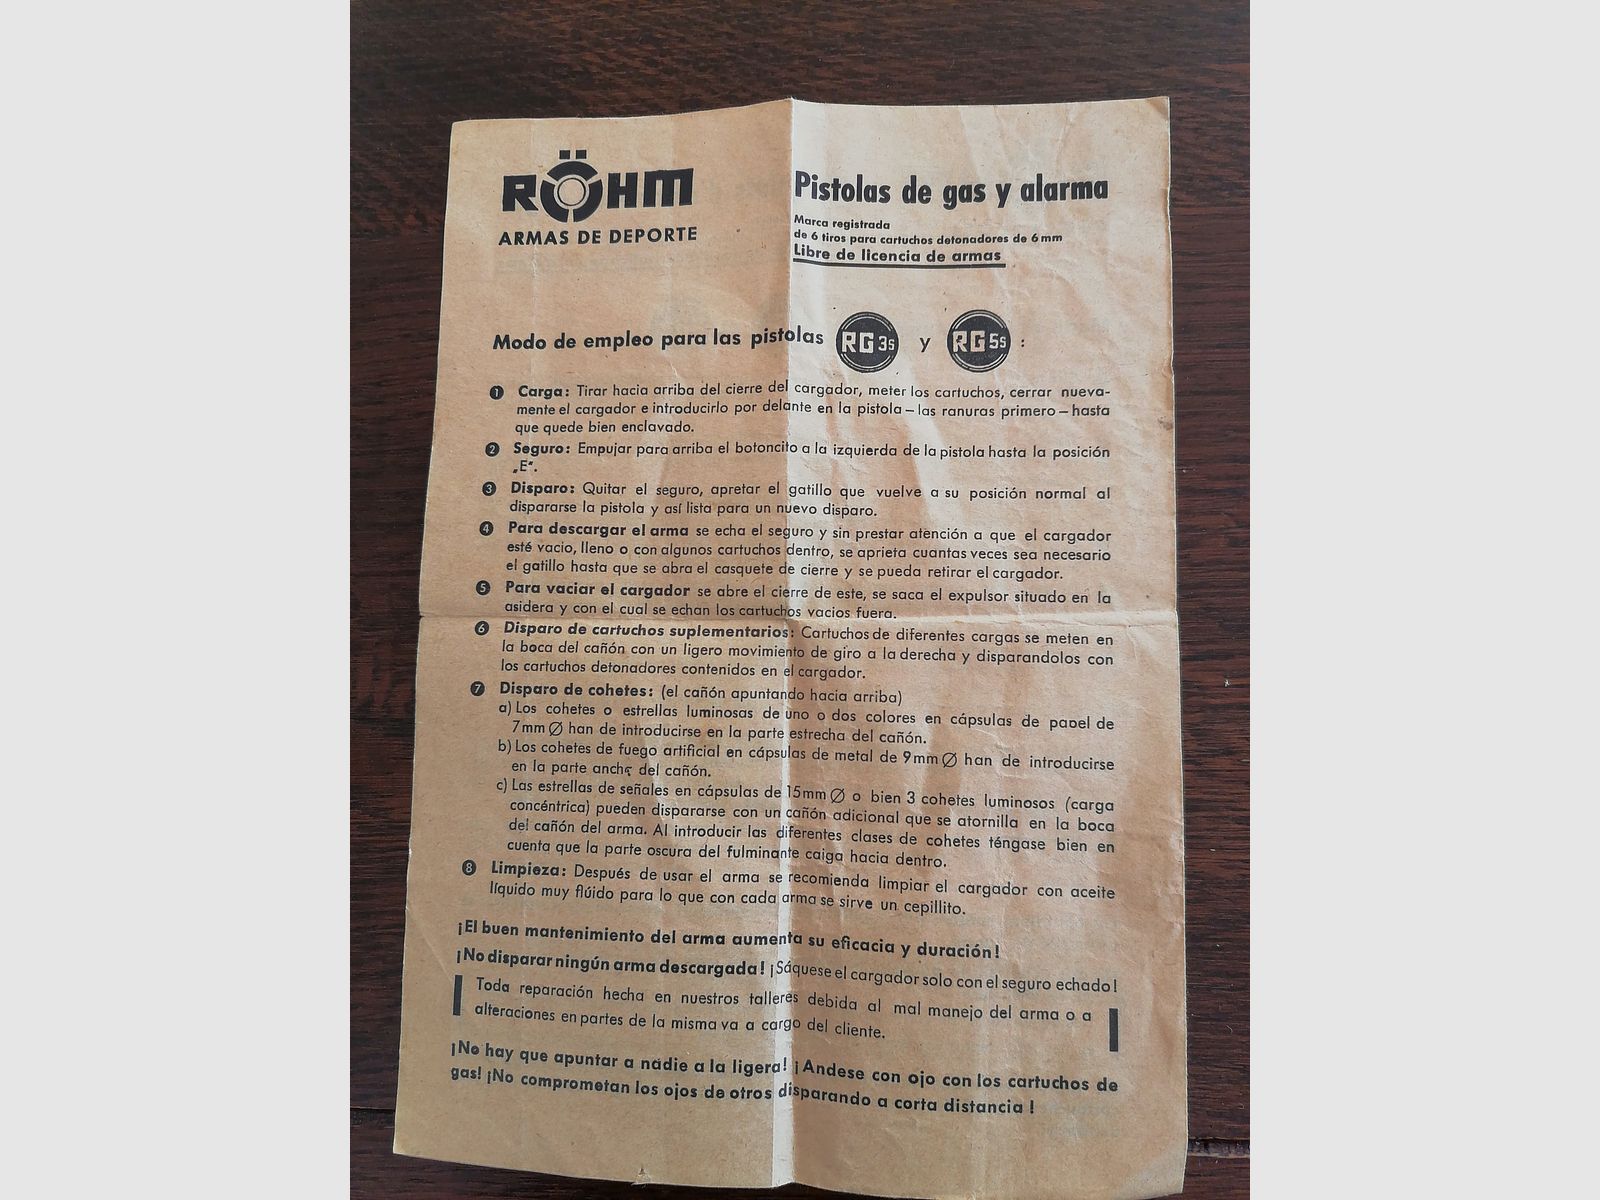 RÖHM
ARMAS DE DEPORTE
Pistolas de gas y alarma
Marca registrada
de 6 tiros para cartuchos detonadores de 6 mm
Libre de licencia de armas
Modo de empleo para las pistolas RG 3s y RG 5s :
1 Carga: Tirar hacia arriba del cierre del cargador, meter los cartuchos, cerrar nueva-
mente el cargador e introducirlo por delante en la pistola – las ranuras primero – hasta
que quede bien enclavado.
2 Seguro: Empujar para arriba el botoncito a la izquierda de la pistola hasta la posición
„E“.
3 Disparo: Quitar el seguro, apretar el gatillo que vuelve a su posición normal al
dispararse la pistola y así lista para un nuevo disparo.
4 Para descargar el arma se echa el seguro y sin prestar atención a que el cargador
esté vacio, lleno o con algunos cartuchos dentro, se aprieta cuantas veces sea necesario
el gatillo hasta que se abra el casquete de cierre y se pueda retirar el cargador.
5 Para vaciar el cargador se abre el cierre de este, se saca el expulsor situado en la
asidera y con el cual se echan los cartuchos vacios fuera.
6 Disparo de cartuchos suplementarios: Cartuchos de diferentes cargas se meten en
la boca del cañón con un ligero movimiento de giro a la derecha y disparandolos con
los cartuchos detonadores contenidos en el cargador.
7 Disparo de cohetes: (el cañón apuntando hacia arriba)
a) Los cohetes o estrellas luminosas de uno o dos colores en cápsulas de papel de
7 mm Ø han de introducirse en la parte estrecha del cañón.
b) Los cohetes de fuego artificial en cápsulas de metal de 9 mm Ø han de introducirse
en la parte ancha del cañón.
c) Las estrellas de señales en cápsulas de 15 mm Ø o bien 3 cohetes luminosos (carga
concéntrica) pueden dispararse con un cañón adicional que se atornilla en la boca
del cañón del arma. Al introducir las diferentes clases de cohetes téngase bien en
cuenta que la parte oscura del fulminante caiga hacia dentro.
8 Limpieza: Después de usar el arma se recomienda limpiar el cargador con aceite
líquido muy flúido para lo que con cada arma se sirve un cepillito.
¡El buen mantenimiento del arma aumenta su eficacia y duración!
¡No disparar ningún arma descargada! ¡Sáquese el cargador solo con el seguro echado!
Toda reparación hecha en nuestros talleres debida al mal manejo del arma o a
alteraciones en partes de la misma va a cargo del cliente.
¡No hay que apuntar a nadie a la ligera! ¡Andese con ojo con los cartuchos de
gas! ¡No comprometan los ojos de otros disparando a corta distancia!